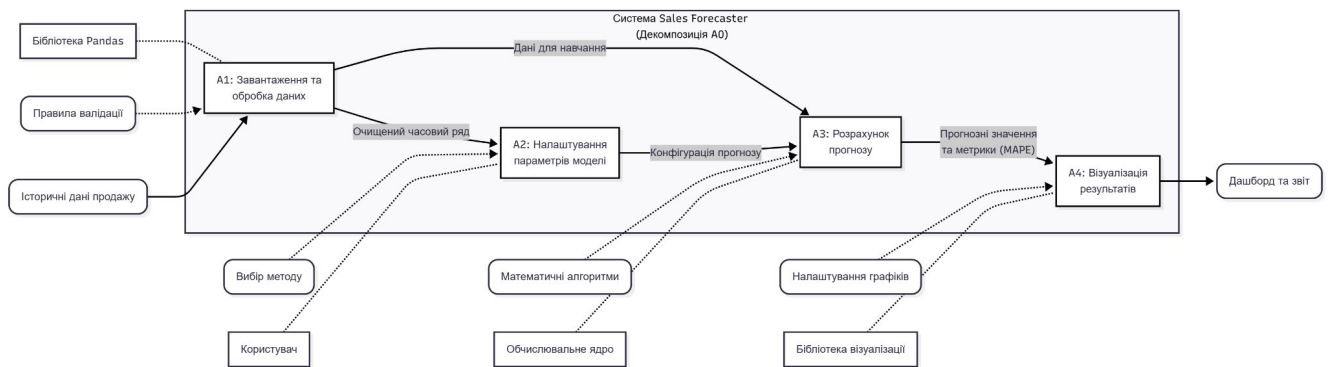 Система Sales Forecaster
(Декомпозиція A0)
Бібліотека Pandas
Дані для навчання
A1: Завантаження та
обробка даних
Правила валідації
Очищений часовий ряд
A2: Налаштування
параметрів моделі
Конфігурація прогнозу
A3: Розрахунок
прогнозу
Прогнозні значення
та метрики (MAPE)
A4: Візуалізація
результатів
Історичні дані продажу
Дашборд та звіт
Вибір методу
Математичні алгоритми
Налаштування графіків
Користувач
Обчислювальне ядро
Бібліотека візуалізації